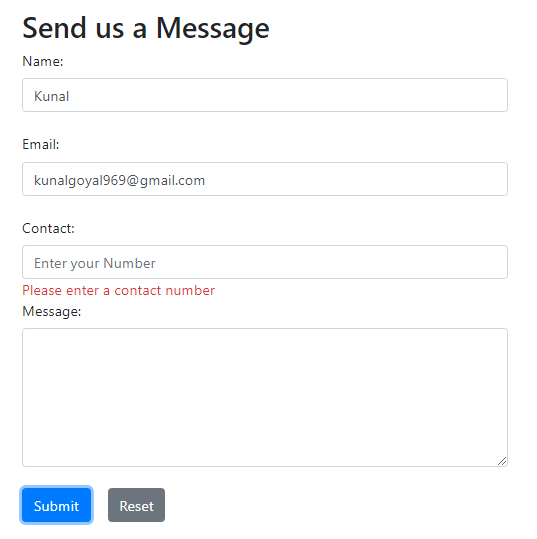 Send us a Message
Name:
Kunal
Email:
kunalgoyal969@gmail.com
Contact:
Enter your Number
Please enter a contact number
Message:
Submit Reset